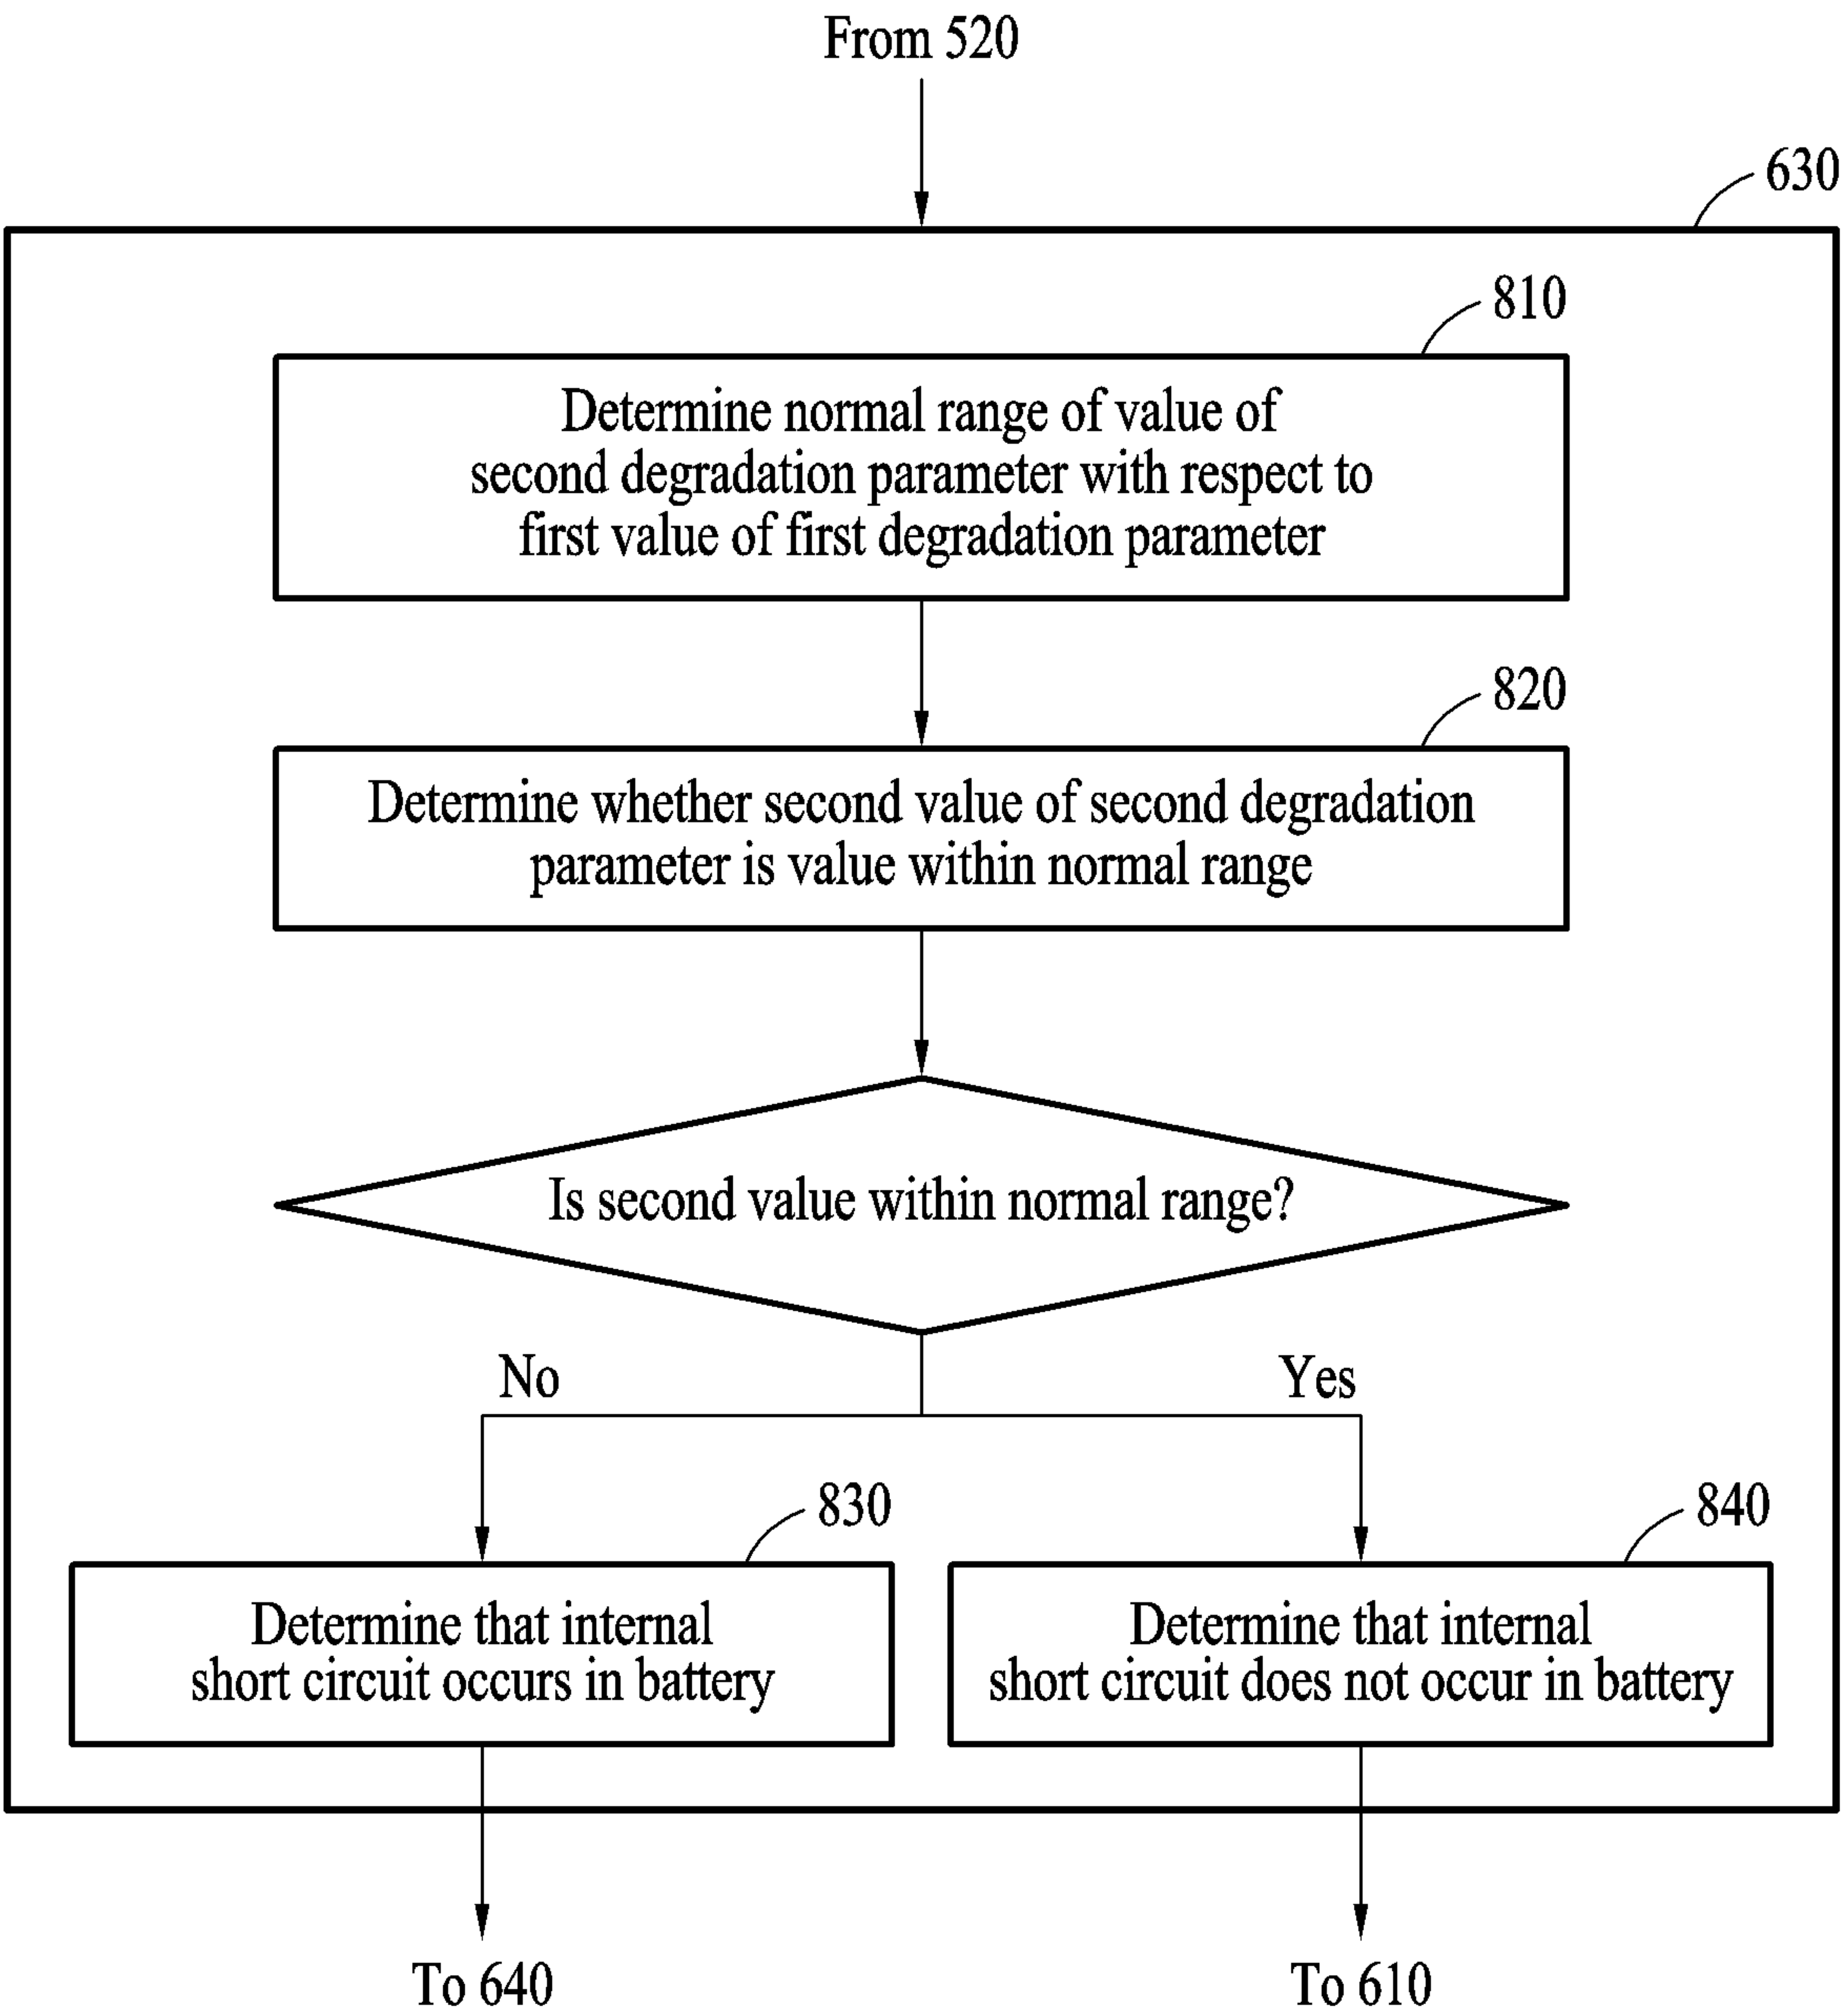 From 520
630
810
Determine normal range of value of
second degradation parameter with respect to
first value of first degradation parameter
820
Determine whether second value of second degradation
parameter is value within normal range
Is second value within normal range?
No
Yes
830
840
Determine that internal
short circuit occurs in battery
Determine that internal
short circuit does not occur in battery
To 640
To 610